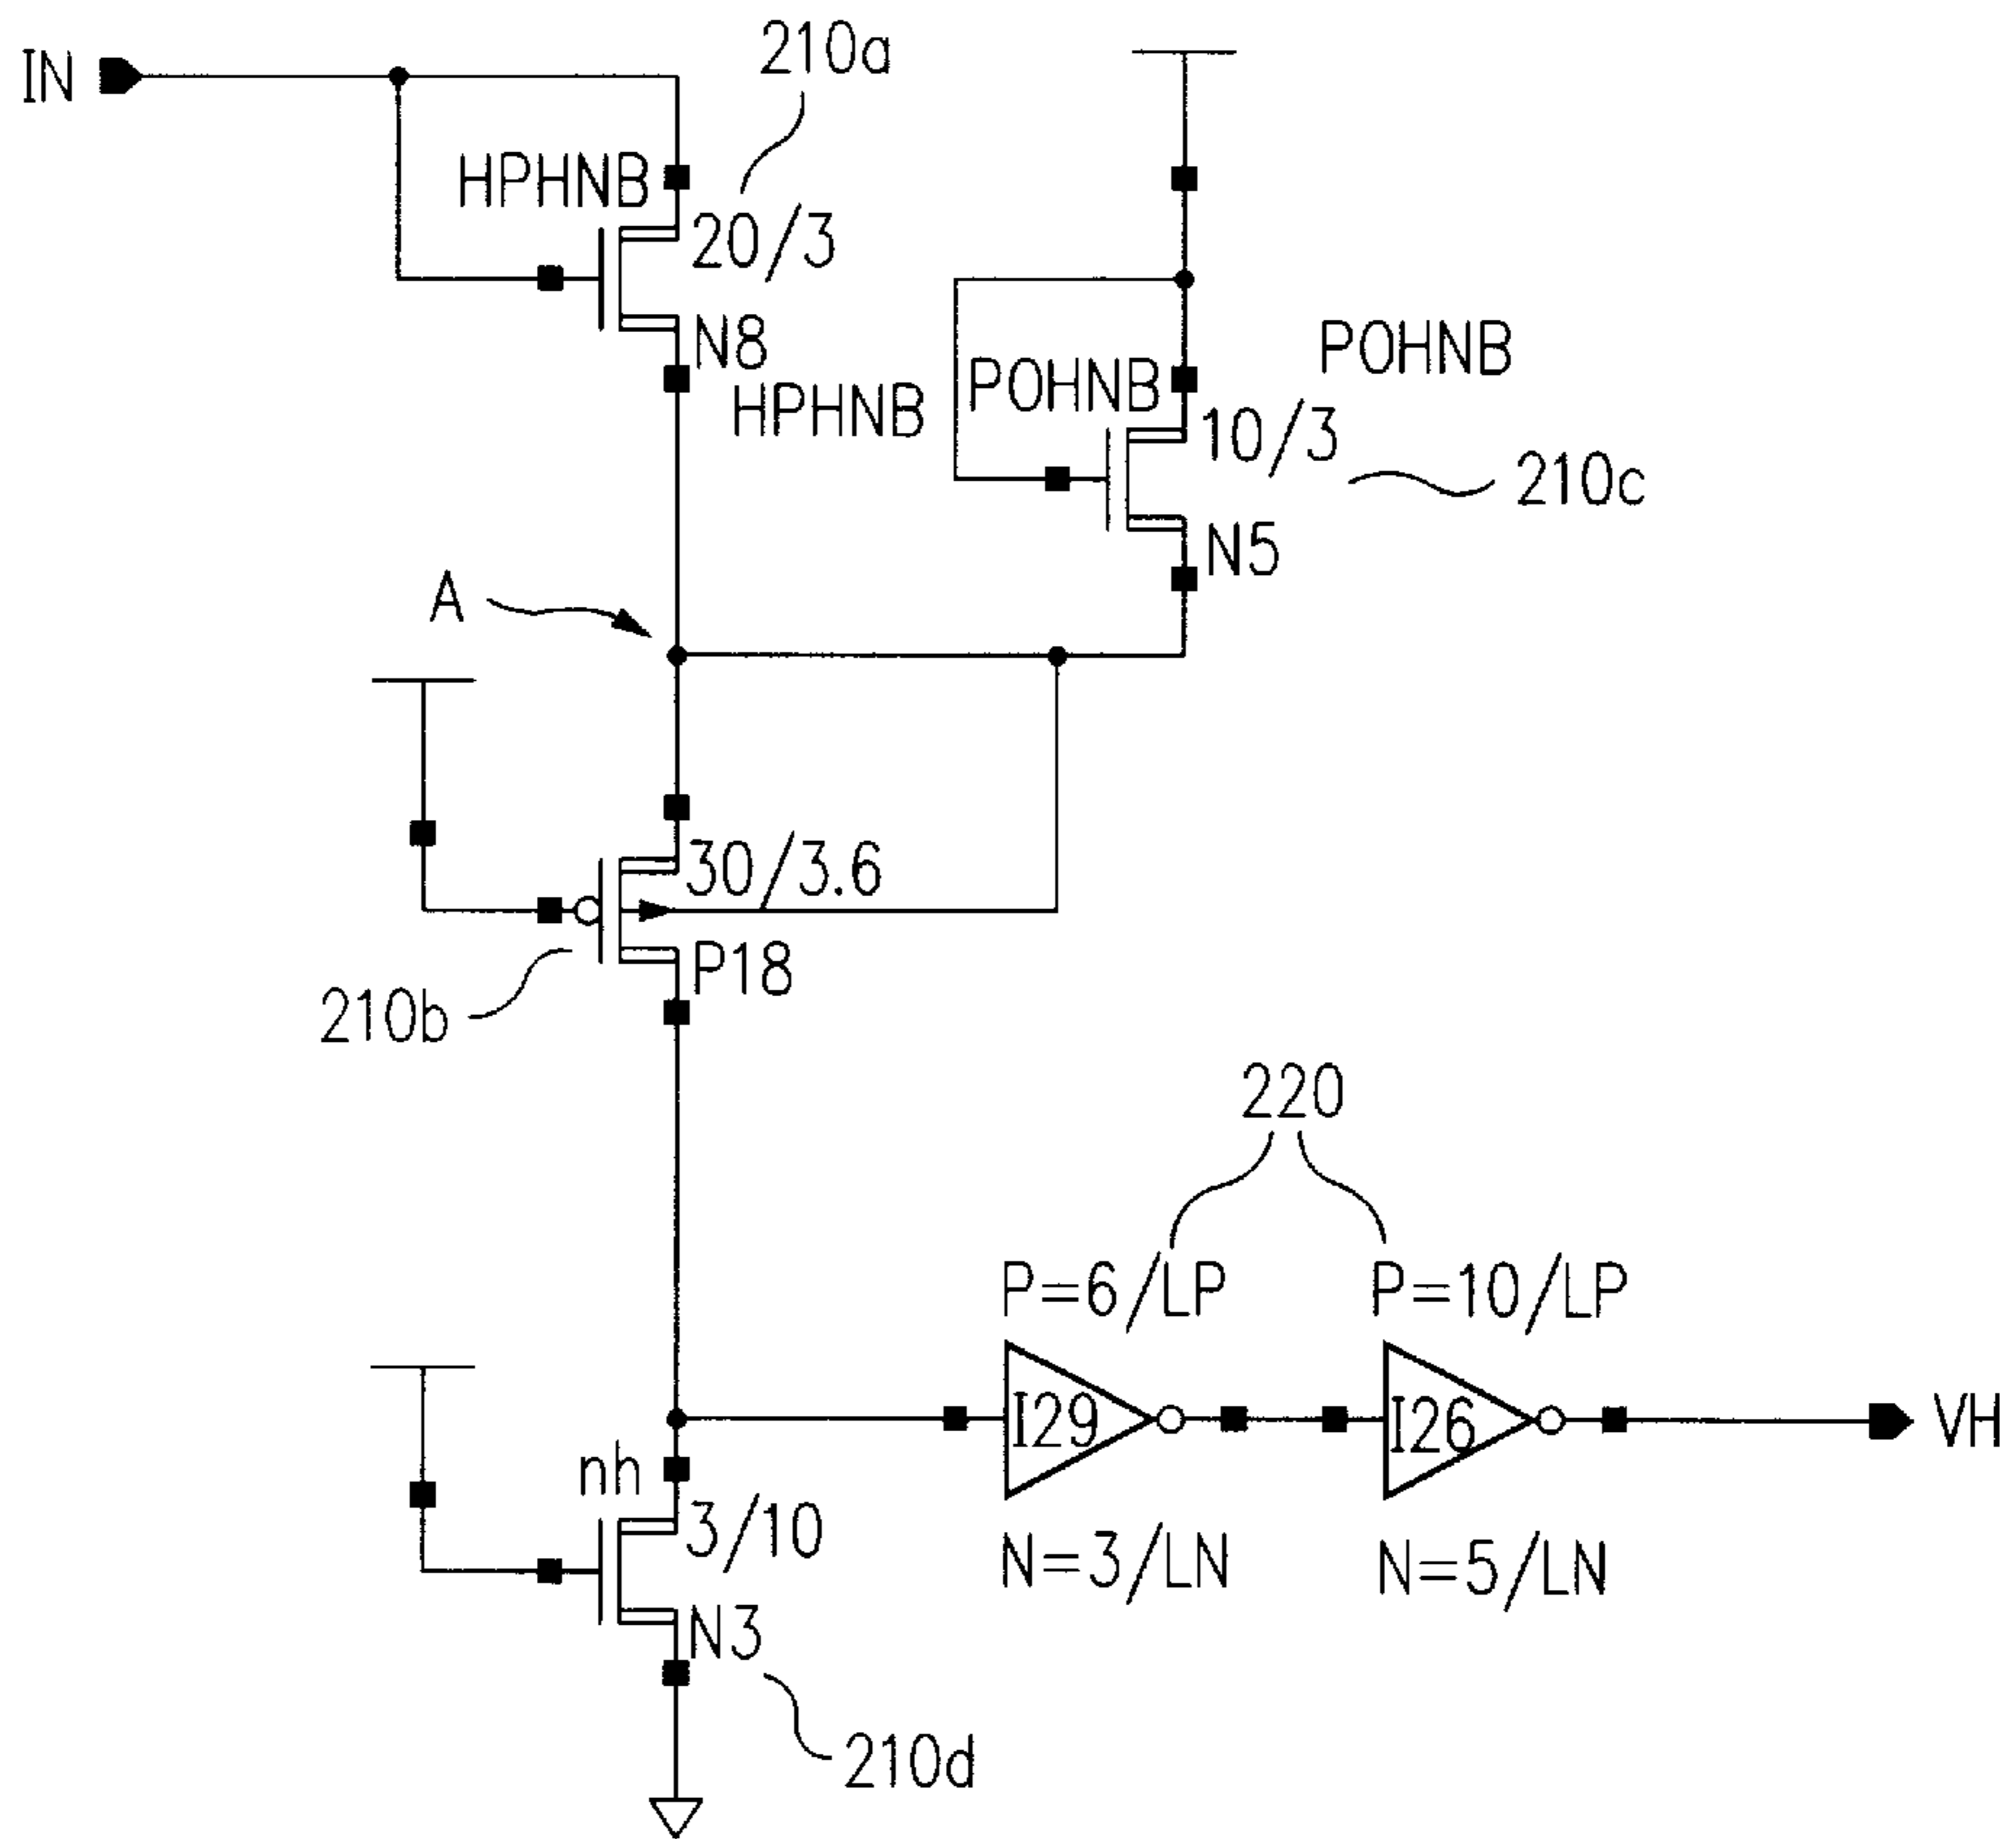 210a
IN
HPHNB
20/3
N8
HPHNB
POHNB
POHNB
10/3
210c
N5
A
30/3.6
P18
210b
220
P=6/LP
P=10/LP
I29
I26
VH
nh
3/10
N=3/LN
N=5/LN
N3
210d